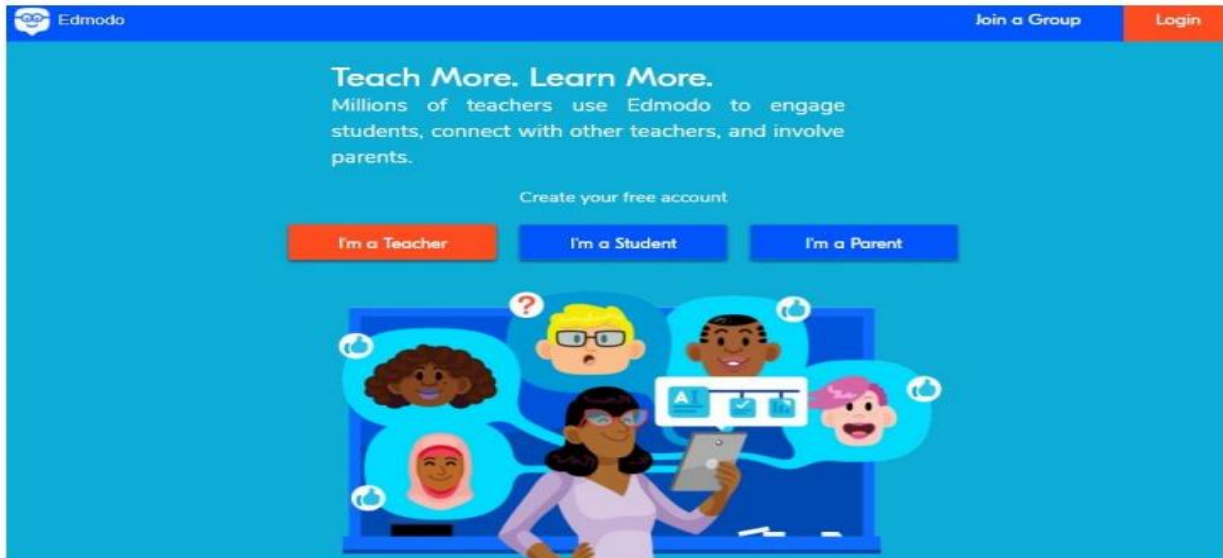 Edmodo
Join a Group
Login
Teach More. Learn More.
Millions of teachers use Edmodo to engage
students, connect with other teachers, and involve
parents.
Create your free account
I'm a Teacher
I'm a Student
I'm a Parent
?
A